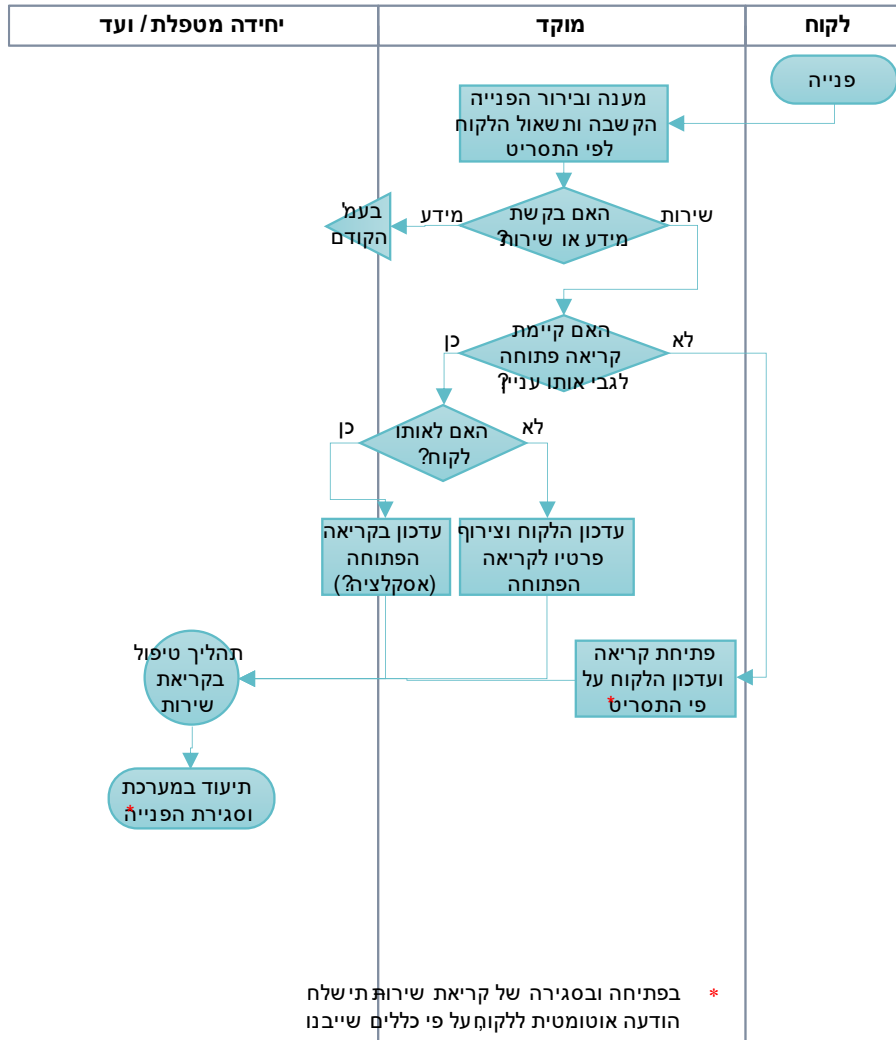 לקוח
מוקד
יחידה מטפלת / ועד
פנייה
מענה ובירור הפנייה
הקשבה ותשאול הלקוח
לפי התסריט
האם בקשת
מידע או שירות?
שירות
מידע
בעמ'
הקודם
האם קיימת
קריאה פתוחה
לגבי אותו עניין?
לא
כן
האם לאותו
לקוח?
לא
כן
עדכון הלקוח וצירוף
פרטיו לקריאה
הפתוחה
עדכון בקריאה
הפתוחה
(אסקלציה?)
פתיחת קריאה
ועדכון הלקוח על
פי התסריט*
תהליך טיפול
בקריאת
שירות
תיעוד במערכת
וסגירת הפנייה*
* בפתיחה ובסגירה של קריאת שירות תישלח
הודעה אוטומטית ללקוח, על פי כללים שייבנו